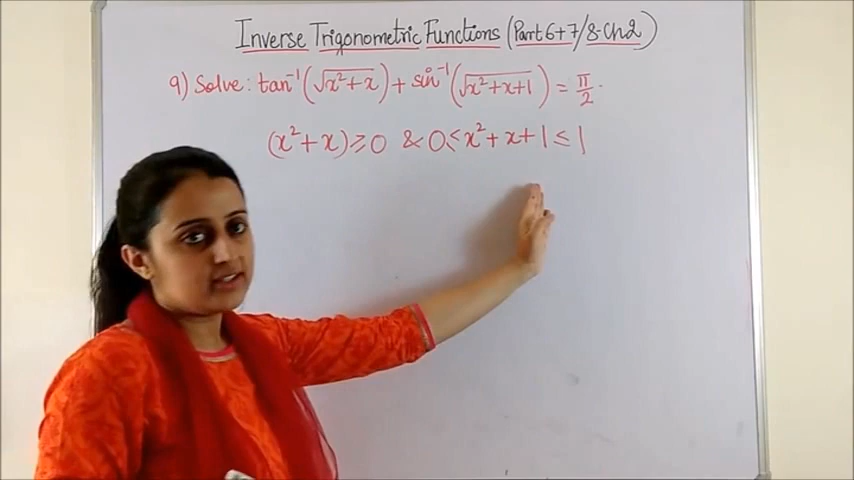 Inverse Trigonometric Functions (Part 6+7/8-Ch2)
9) Solve: tan⁻¹(√x²+x) + sin⁻¹(√x²+x+1) = π/2.
(x²+x) ⩾ 0 & 0 ≤ x²+x+1 ≤ 1